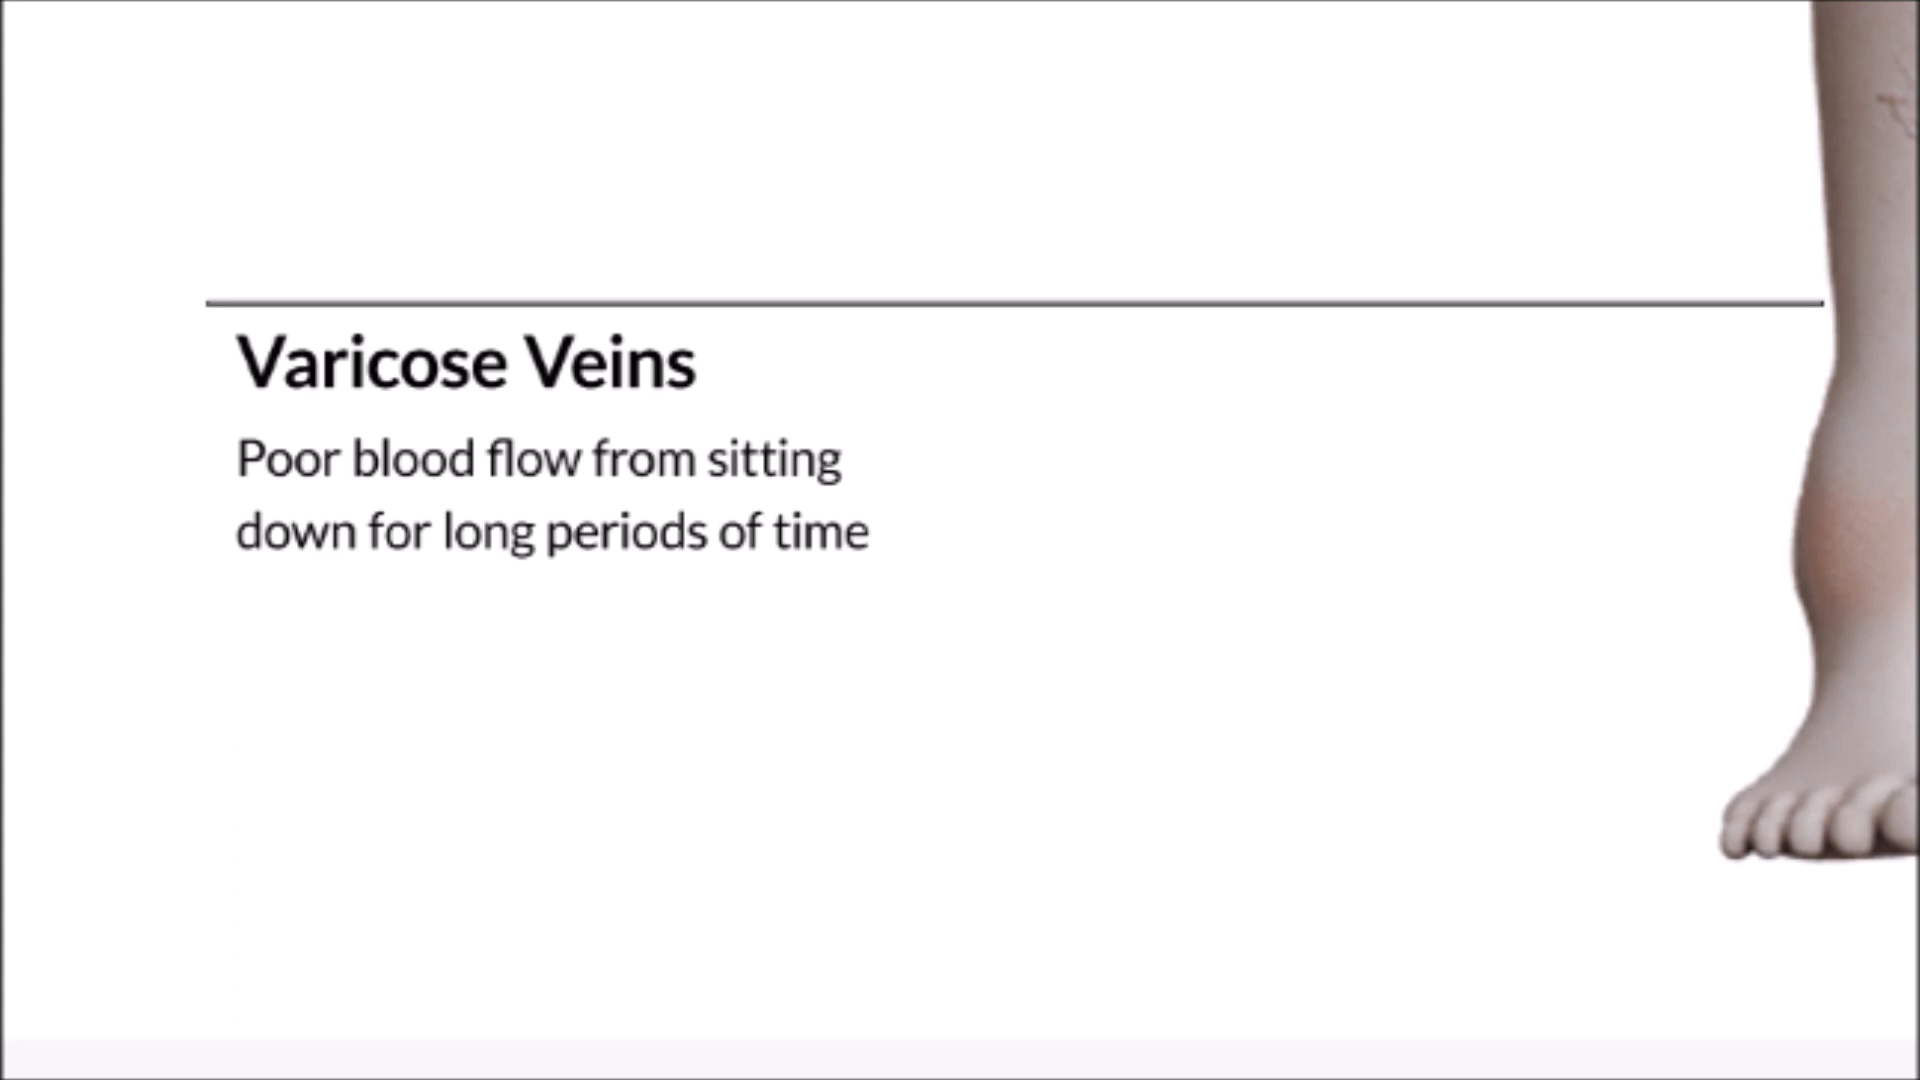 Varicose Veins
Poor blood flow from sitting
down for long periods of time